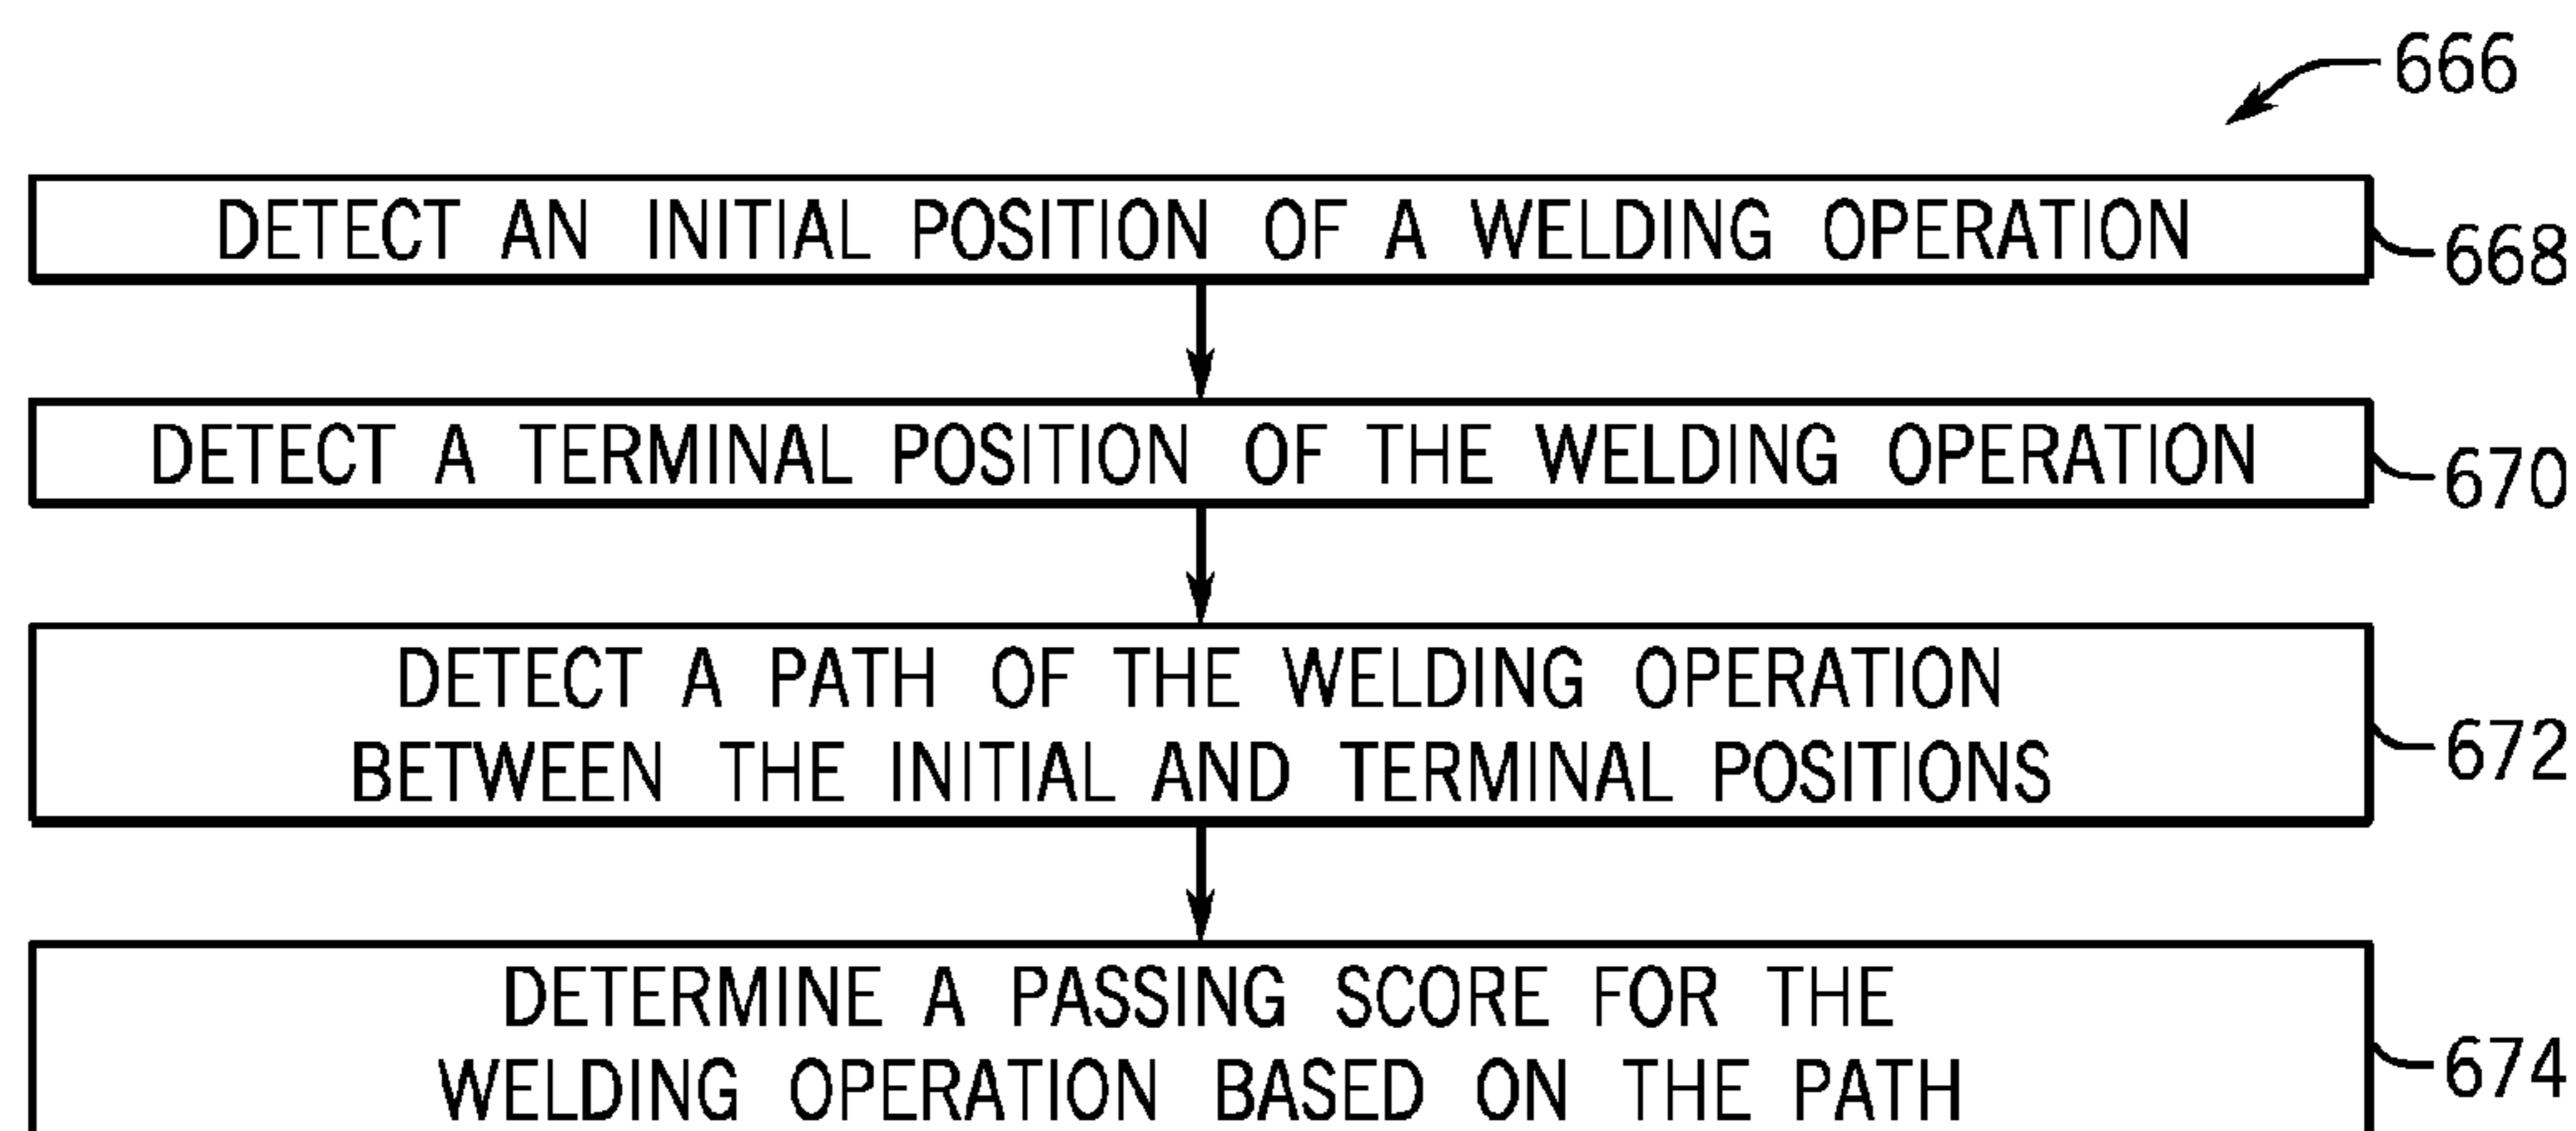 666
DETECT AN INITIAL POSITION OF A WELDING OPERATION
668
DETECT A TERMINAL POSITION OF THE WELDING OPERATION
670
DETECT A PATH OF THE WELDING OPERATION
BETWEEN THE INITIAL AND TERMINAL POSITIONS
672
DETERMINE A PASSING SCORE FOR THE
WELDING OPERATION BASED ON THE PATH
674